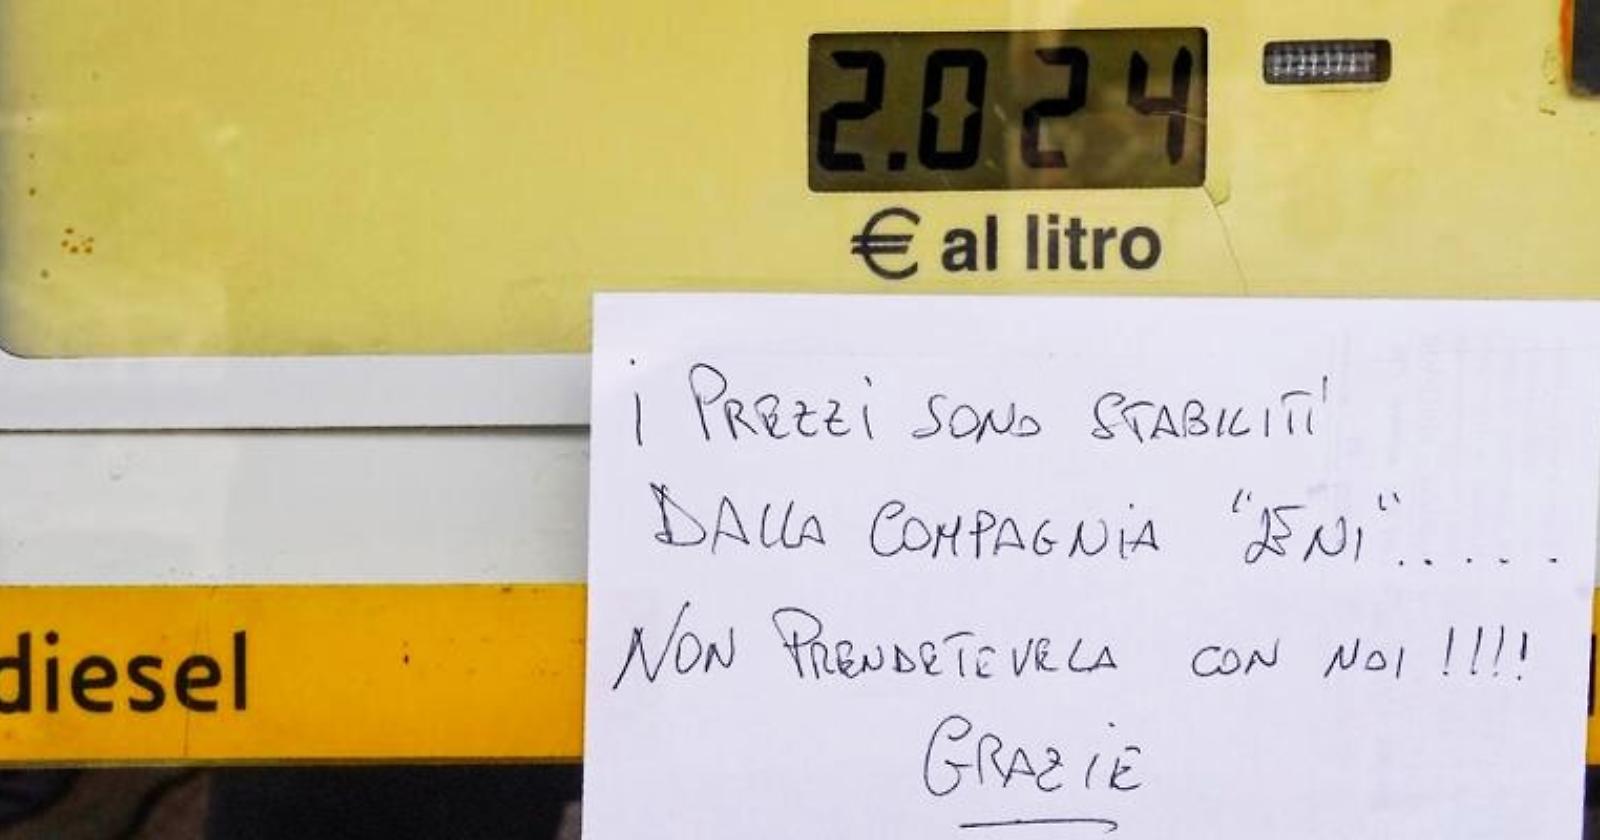 2.024
€ al litro
i PREZZI SONO STABILITI
DALLA COMPAGNIA "ENI".....
NON PRENDETEVELA CON NOI !!!!
GRAZIE
diesel